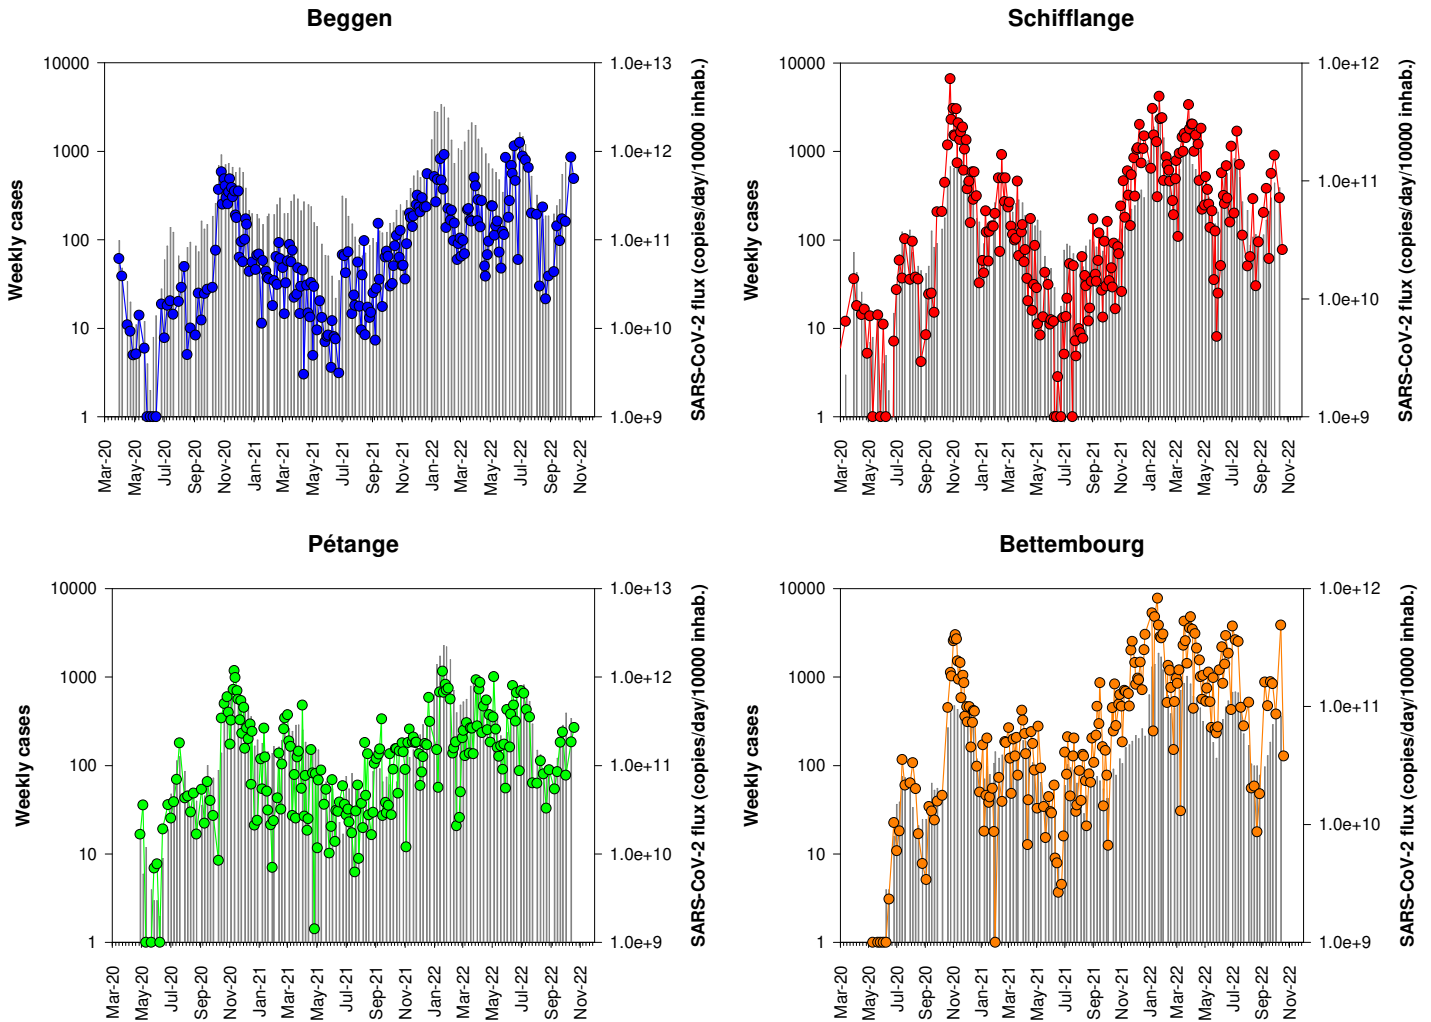 Beggen
Weekly cases
10000
1000
100
10
1
1.0e+13
1.0e+12
1.0e+11
1.0e+10
1.0e+9
SARS-CoV-2 flux (copies/day/10000 inhab.)
Mar-20
May-20
Jul-20
Sep-20
Nov-20
Jan-21
Mar-21
May-21
Jul-21
Sep-21
Nov-21
Jan-22
Mar-22
May-22
Jul-22
Sep-22
Nov-22
Schifflange
Weekly cases
10000
1000
100
10
1
1.0e+12
1.0e+11
1.0e+10
1.0e+9
SARS-CoV-2 flux (copies/day/10000 inhab.)
Mar-20
May-20
Jul-20
Sep-20
Nov-20
Jan-21
Mar-21
May-21
Jul-21
Sep-21
Nov-21
Jan-22
Mar-22
May-22
Jul-22
Sep-22
Nov-22
Pétange
Weekly cases
10000
1000
100
10
1
1.0e+13
1.0e+12
1.0e+11
1.0e+10
1.0e+9
SARS-CoV-2 flux (copies/day/10000 inhab.)
Mar-20
May-20
Jul-20
Sep-20
Nov-20
Jan-21
Mar-21
May-21
Jul-21
Sep-21
Nov-21
Jan-22
Mar-22
May-22
Jul-22
Sep-22
Nov-22
Bettembourg
Weekly cases
10000
1000
100
10
1
1.0e+12
1.0e+11
1.0e+10
1.0e+9
SARS-CoV-2 flux (copies/day/10000 inhab.)
Mar-20
May-20
Jul-20
Sep-20
Nov-20
Jan-21
Mar-21
May-21
Jul-21
Sep-21
Nov-21
Jan-22
Mar-22
May-22
Jul-22
Sep-22
Nov-22